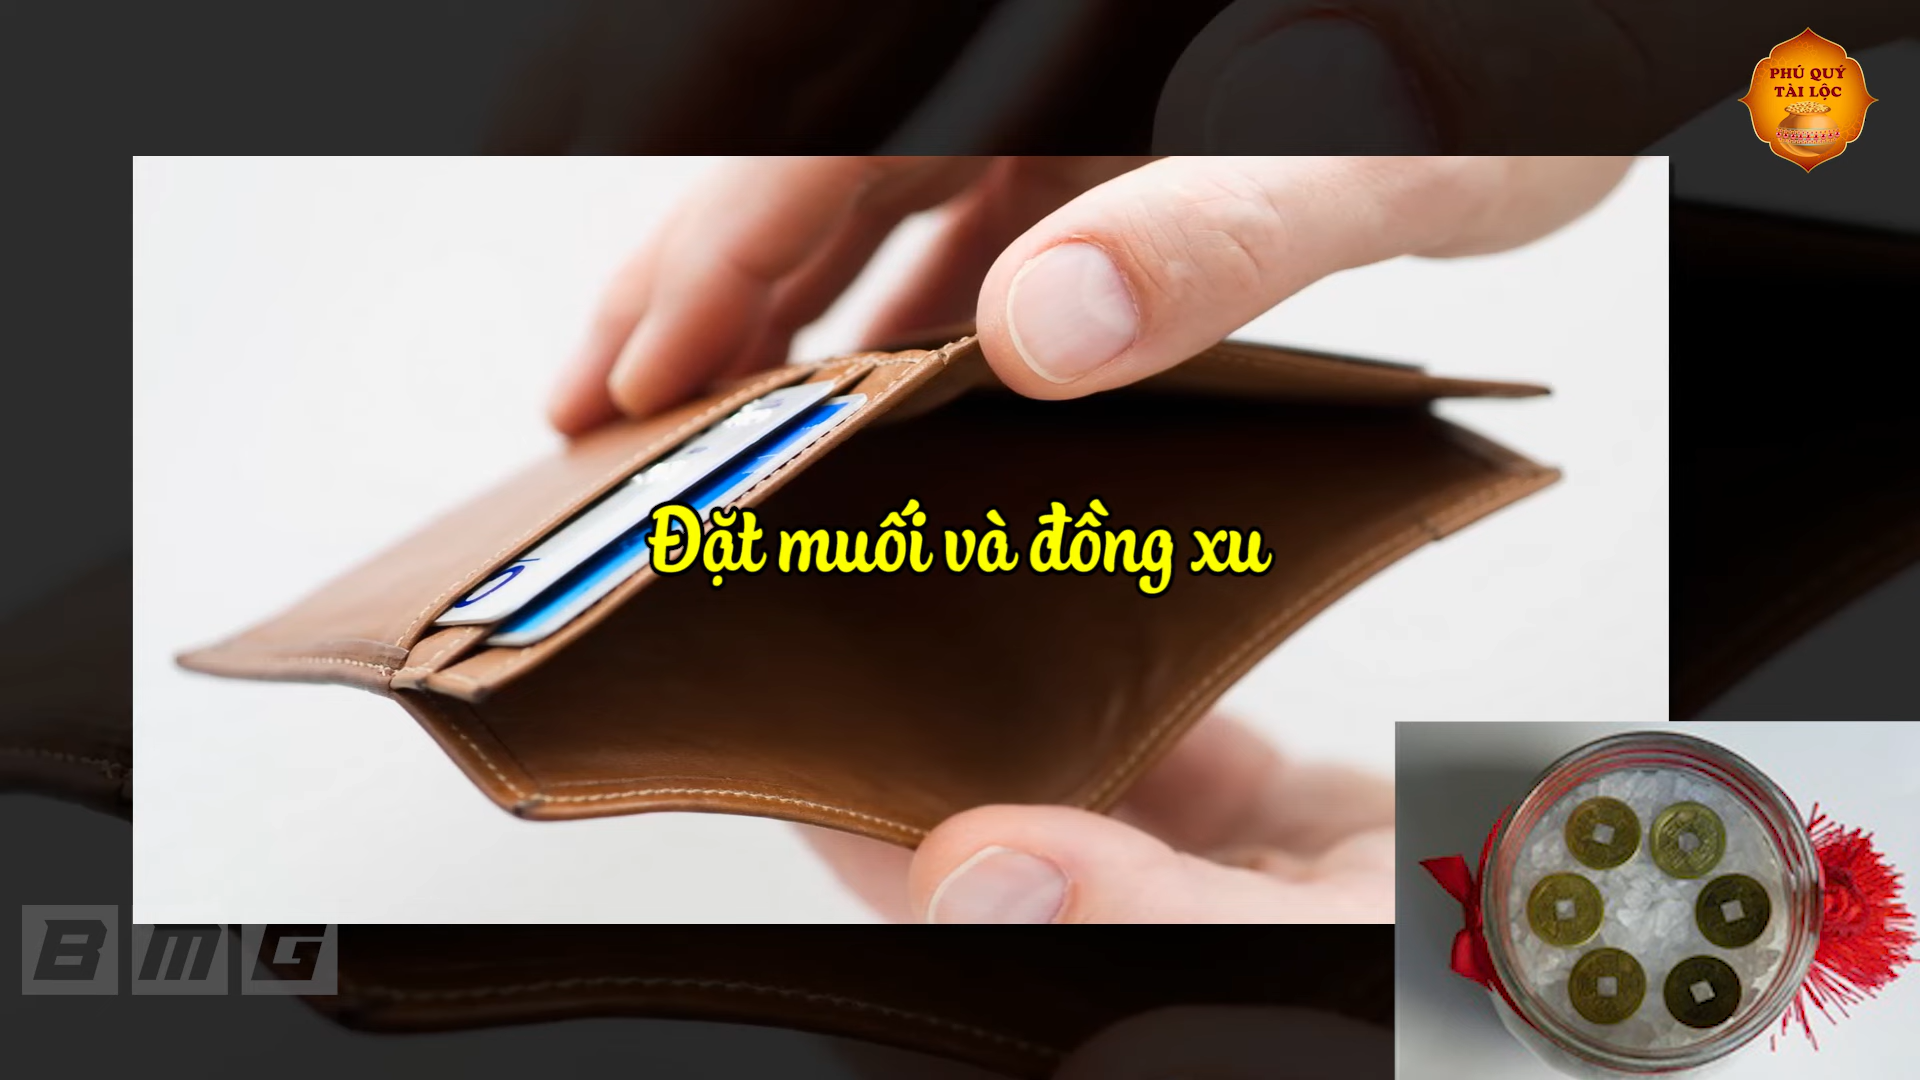 PHÚ QUÝ
TÀI LỘC
Đặt muối và đồng xu
BMG